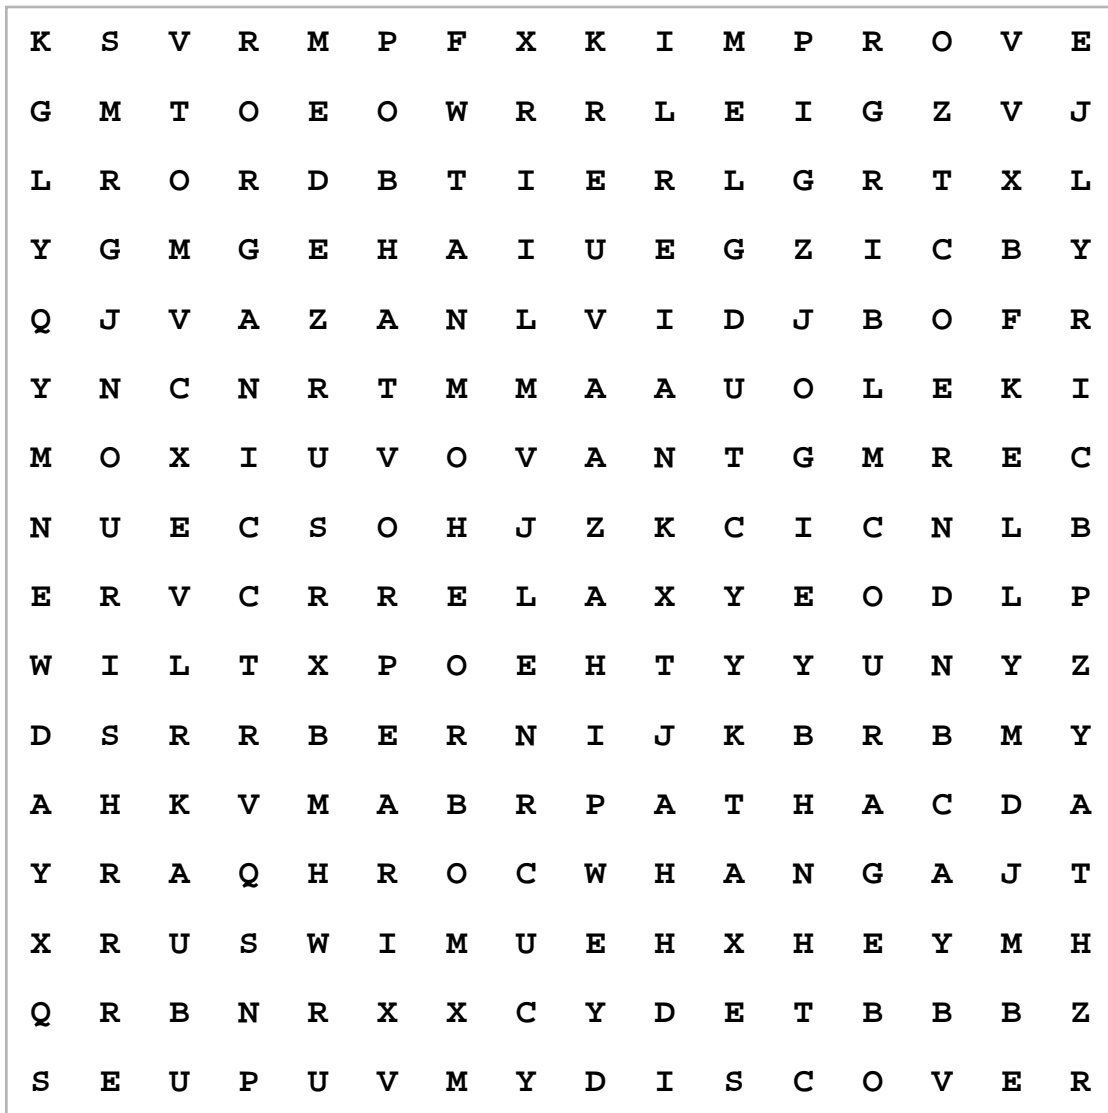 K S V R M P F X K I M P R O V E
G M T O E O W R R L E I G Z V J
L R O R D B T I E R L G R T X L
Y G M G E H A I U E G Z I C B Y
Q J V A Z A N L V I D J B O F R
Y N C N R T M M A A U O L E K I
M O X I U V O V A N T G M R E C
N U E C S O H J Z K C I C N L B
E R V C R R E L A X Y E O D L P
W I L T X P O E H T Y Y U N Y Z
D S R R B E R N I J K B R B M Y
A H K V M A B R P A T H A C D A
Y R A Q H R O C W H A N G A J T
X R U S W I M U E H X H E Y M H
Q R B N R X X C Y D E T B B B Z
S E U P U V M Y D I S C O V E R